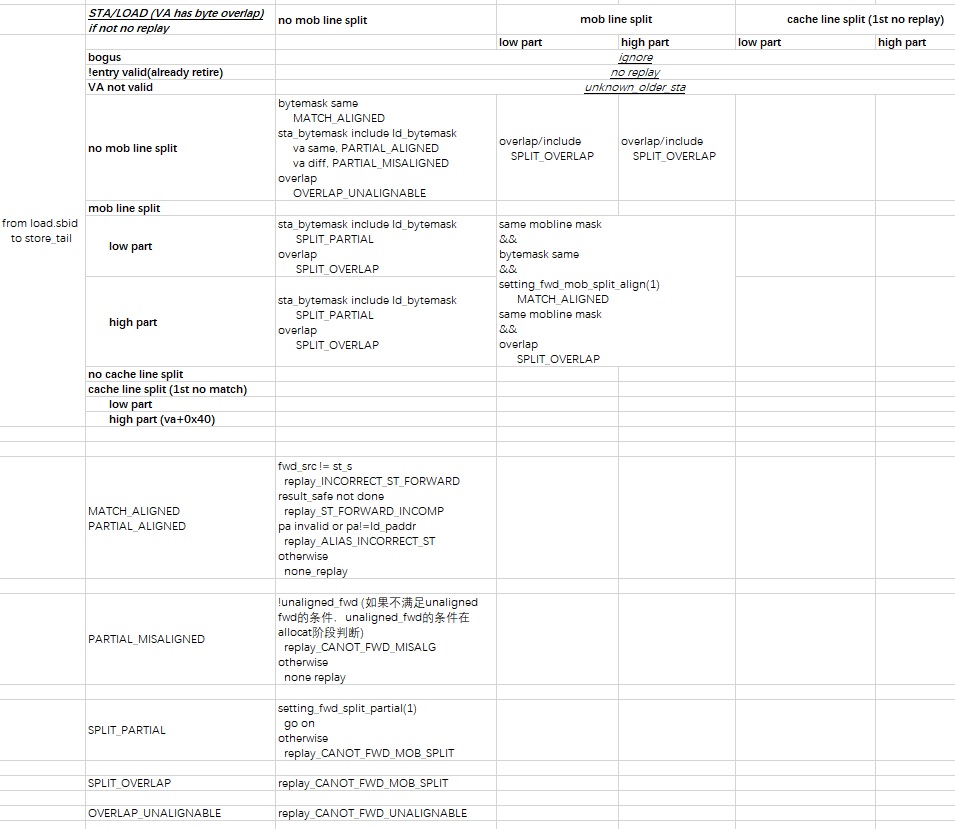 STA/LOAD (VA has byte overlap)
if not no replay
no mob line split
mob line split
cache line split (1st no replay)
low part
high part
low part
high part
bogus
ignore
!entry valid(already retire)
no replay
VA not valid
unknown_older_sta
from load.sbid
to store_tail
no mob line split
bytemask same
MATCH_ALIGNED
sta_bytemask include ld_bytemask
va same, PARTIAL_ALIGNED
va diff, PARTIAL_MISALIGNED
overlap
OVERLAP_UNALIGNABLE
overlap/include
SPLIT_OVERLAP
overlap/include
SPLIT_OVERLAP
mob line split
low part
sta_bytemask include ld_bytemask
SPLIT_PARTIAL
overlap
SPLIT_OVERLAP
same mobline mask
&&
bytemask same
&&
setting_fwd_mob_split_align(1)
MATCH_ALIGNED
same mobline mask
&&
overlap
SPLIT_OVERLAP
high part
sta_bytemask include ld_bytemask
SPLIT_PARTIAL
overlap
SPLIT_OVERLAP
no cache line split
cache line split (1st no match)
low part
high part (va+0x40)
MATCH_ALIGNED
PARTIAL_ALIGNED
fwd_src != st_s
replay_INCORRECT_ST_FORWARD
result_safe not done
replay_ST_FORWARD_INCOMP
pa invalid or pa!=ld_paddr
replay_ALIAS_INCORRECT_ST
otherwise
none_replay
PARTIAL_MISALIGNED
!unaligned_fwd (如果不满足unaligned
fwd的条件，unaligned_fwd的条件在
allocat阶段判断)
replay_CANOT_FWD_MISALG
otherwise
none replay
SPLIT_PARTIAL
setting_fwd_split_partial(1)
go on
otherwise
replay_CANOT_FWD_MOB_SPLIT
SPLIT_OVERLAP
replay_CANOT_FWD_MOB_SPLIT
OVERLAP_UNALIGNABLE
replay_CANOT_FWD_UNALIGNABLE